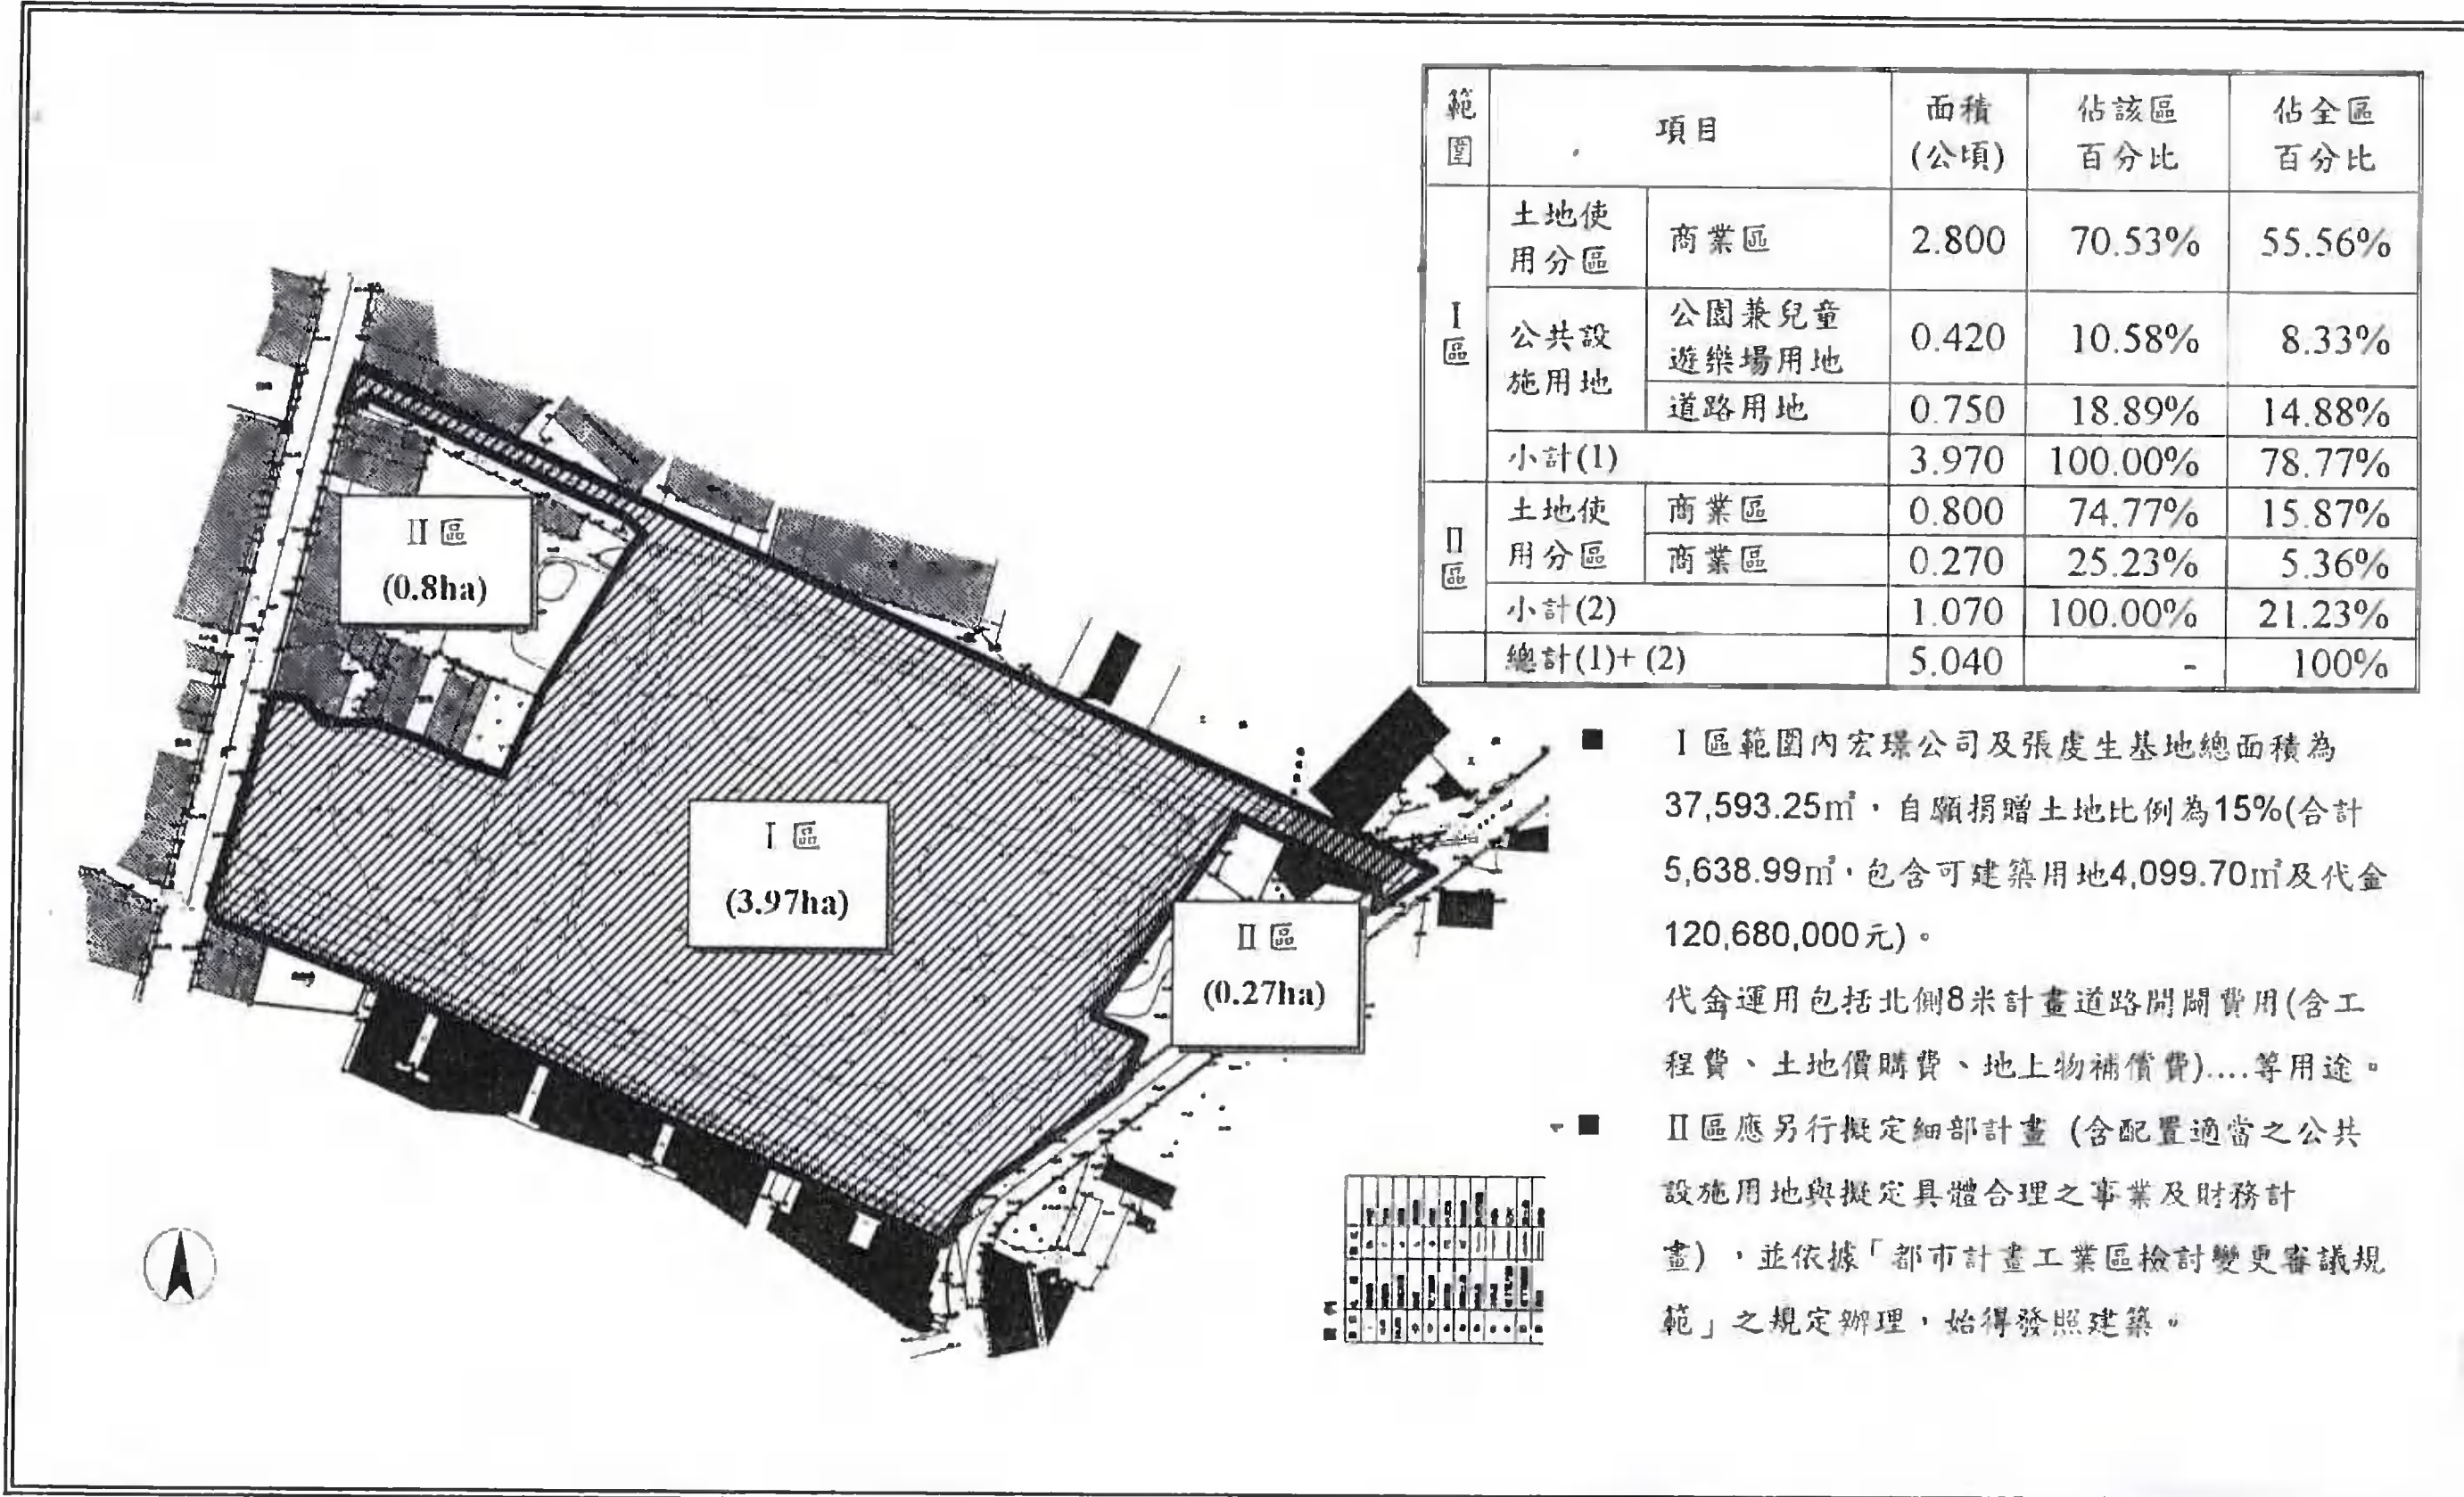 範圍 項目 面積(公頃) 佔該區百分比 佔全區百分比
I區 土地使用分區 商業區 2.800 70.53% 55.56%
公共設施用地 公園兼兒童遊樂場用地 0.420 10.58% 8.33%
道路用地 0.750 18.89% 14.88%
小計(1) 3.970 100.00% 78.77%
II區 土地使用分區 商業區 0.800 74.77% 15.87%
商業區 0.270 25.23% 5.36%
小計(2) 1.070 100.00% 21.23%
總計(1)+(2) 5.040 - 100%
II區
(0.8ha)
I區
(3.97ha)
II區
(0.27ha)
■ I區範圍內宏璟公司及張虔生基地總面積為
37,593.25㎡，自願捐贈土地比例為15%(合計
5,638.99㎡，包含可建築用地4,099.70㎡及代金
120,680,000元)。
代金運用包括北側8米計畫道路開闢費用(含工
程費、土地價購費、地上物補償費)....等用途。
■ II區應另行擬定細部計畫 (含配置適當之公共
設施用地與擬定具體合理之事業及財務計
畫)，並依據「都市計畫工業區檢討變更審議規
範」之規定辦理，始得發照建築。